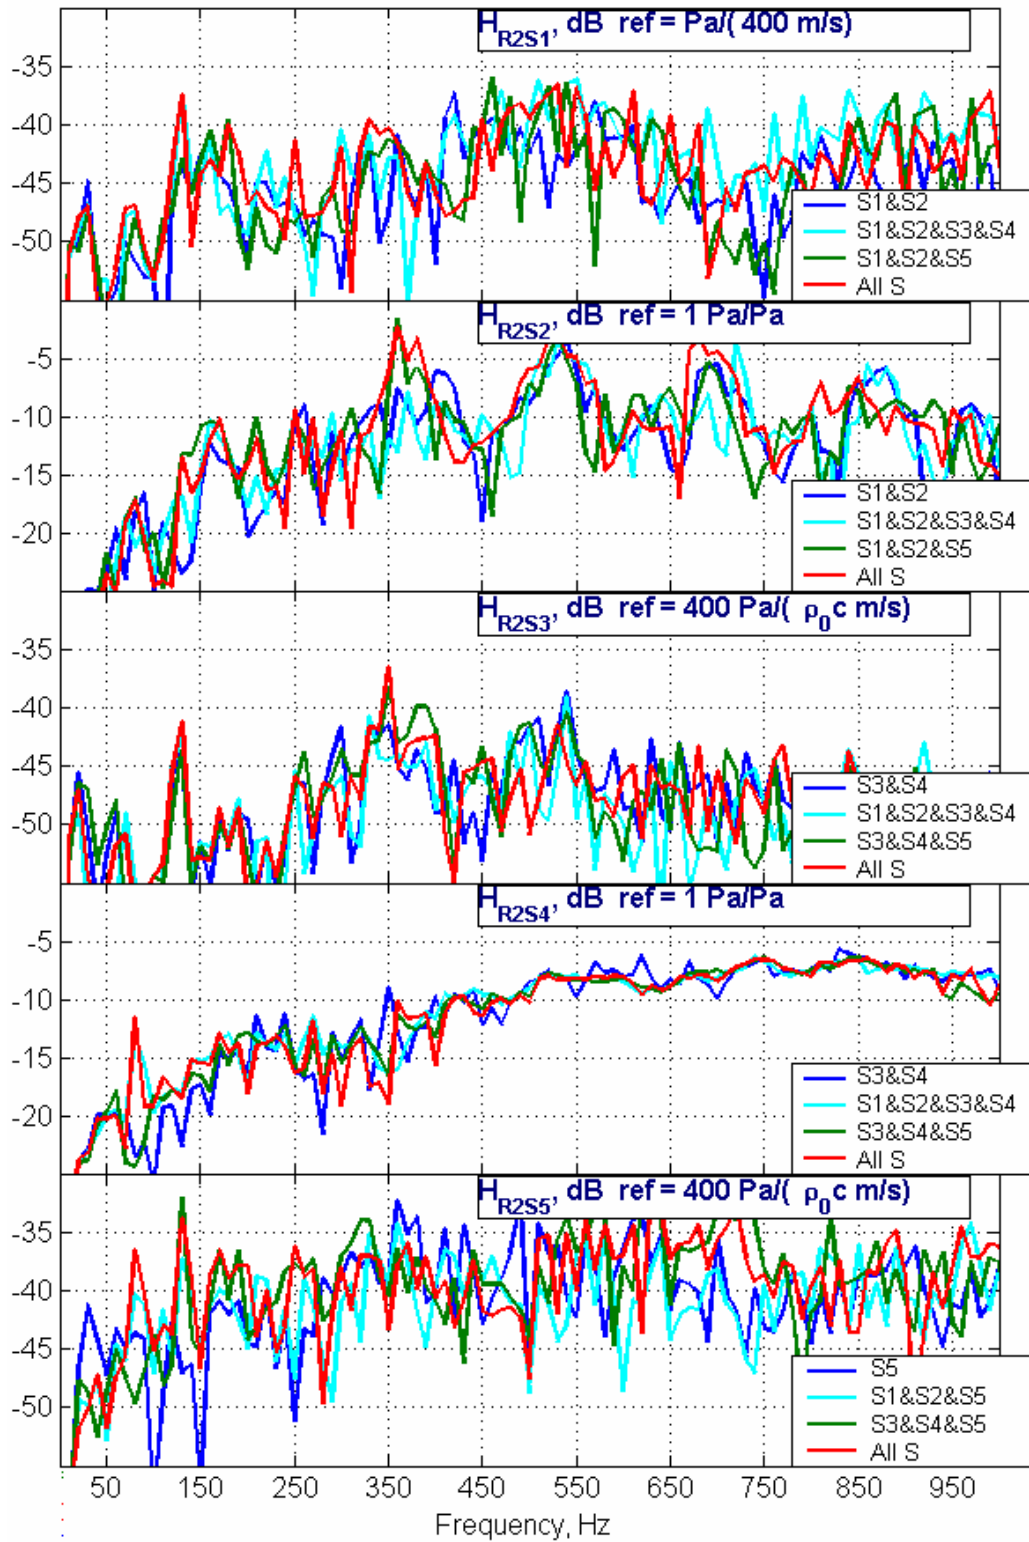 H_R2S1, dB ref = Pa/( 400 m/s)
-35
-40
-45
-50
S1&S2
S1&S2&S3&S4
S1&S2&S5
All S
H_R2S2, dB ref = 1 Pa/Pa
-5
-10
-15
-20
S1&S2
S1&S2&S3&S4
S1&S2&S5
All S
H_R2S3, dB ref = 400 Pa/( ρ₀c m/s)
-35
-40
-45
-50
S3&S4
S1&S2&S3&S4
S3&S4&S5
All S
H_R2S4, dB ref = 1 Pa/Pa
-5
-10
-15
-20
S3&S4
S1&S2&S3&S4
S3&S4&S5
All S
H_R2S5, dB ref = 400 Pa/( ρ₀c m/s)
-35
-40
-45
-50
S5
S1&S2&S5
S3&S4&S5
All S
50 150 250 350 450 550 650 750 850 950
Frequency, Hz